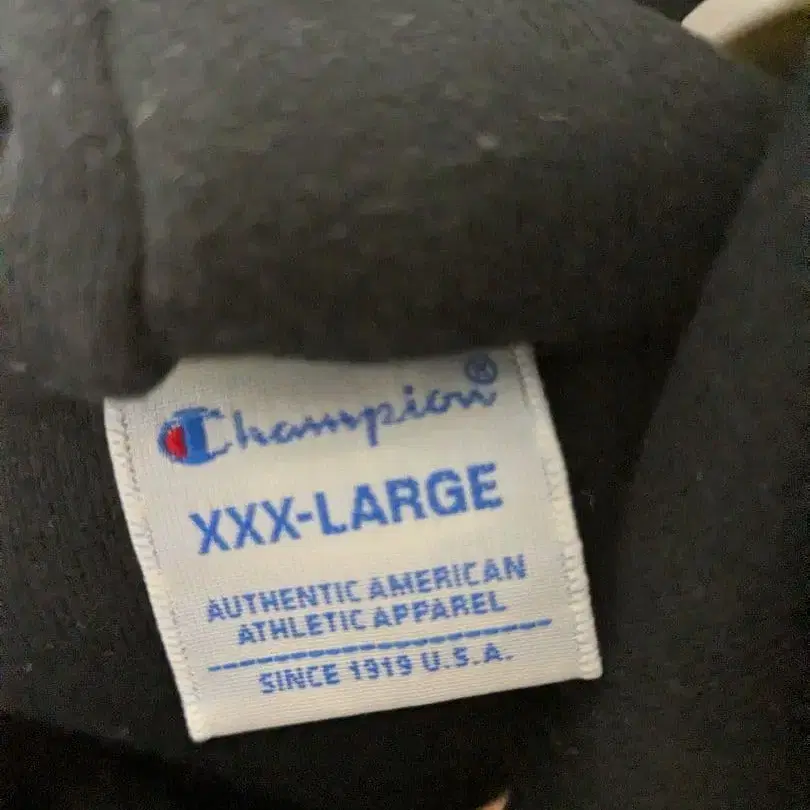 Champion®
XXX-LARGE
AUTHENTIC AMERICAN
ATHLETIC APPAREL
SINCE 1919 U.S.A.